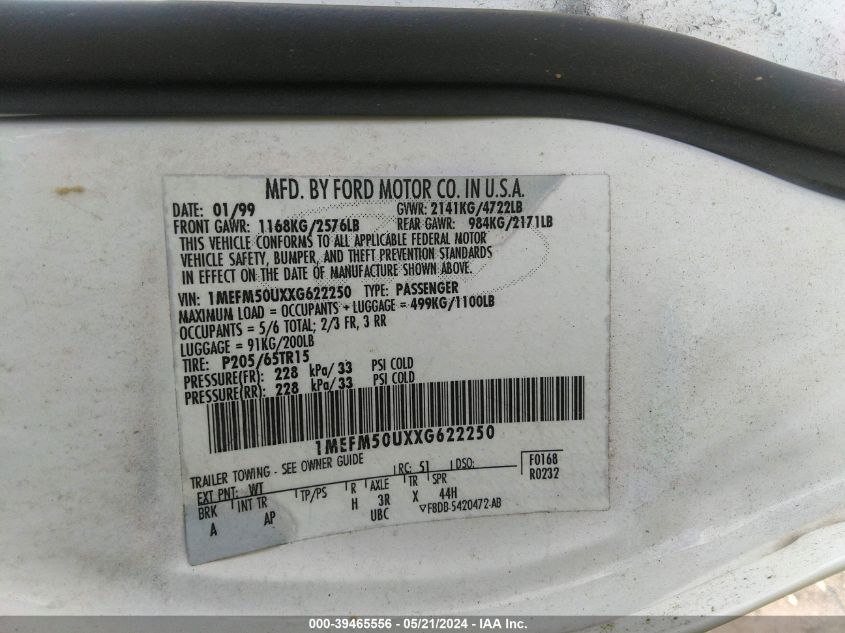 MFD. BY FORD MOTOR CO. IN U.S.A.
DATE: 01/99 GVWR: 2141KG/4722LB
FRONT GAWR: 1168KG/2576LB REAR GAWR: 984KG/2171LB
THIS VEHICLE CONFORMS TO ALL APPLICABLE FEDERAL MOTOR
VEHICLE SAFETY, BUMPER, AND THEFT PREVENTION STANDARDS
IN EFFECT ON THE DATE OF MANUFACTURE SHOWN ABOVE.
VIN: 1MEFM50UXXG622250 TYPE: PASSENGER
MAXIMUM LOAD = OCCUPANTS + LUGGAGE = 499KG/1100LB
OCCUPANTS = 5/6 TOTAL; 2/3 FR, 3 RR
LUGGAGE = 91KG/200LB
TIRE: P205/65TR15
PRESSURE(FR): 228 kPa/33 PSI COLD
PRESSURE(RR): 228 kPa/33 PSI COLD
1MEFM50UXXG622250
TRAILER TOWING - SEE OWNER GUIDE
F0168
EXT PNT: WT RC: 51 DSO: R0232
BRK INT TR TP/PS R AXLE TR SPR
A AP H 3R X 44H
UBC F8DB-5420472-AB
000-39465556 - 05/21/2024 - IAA Inc.